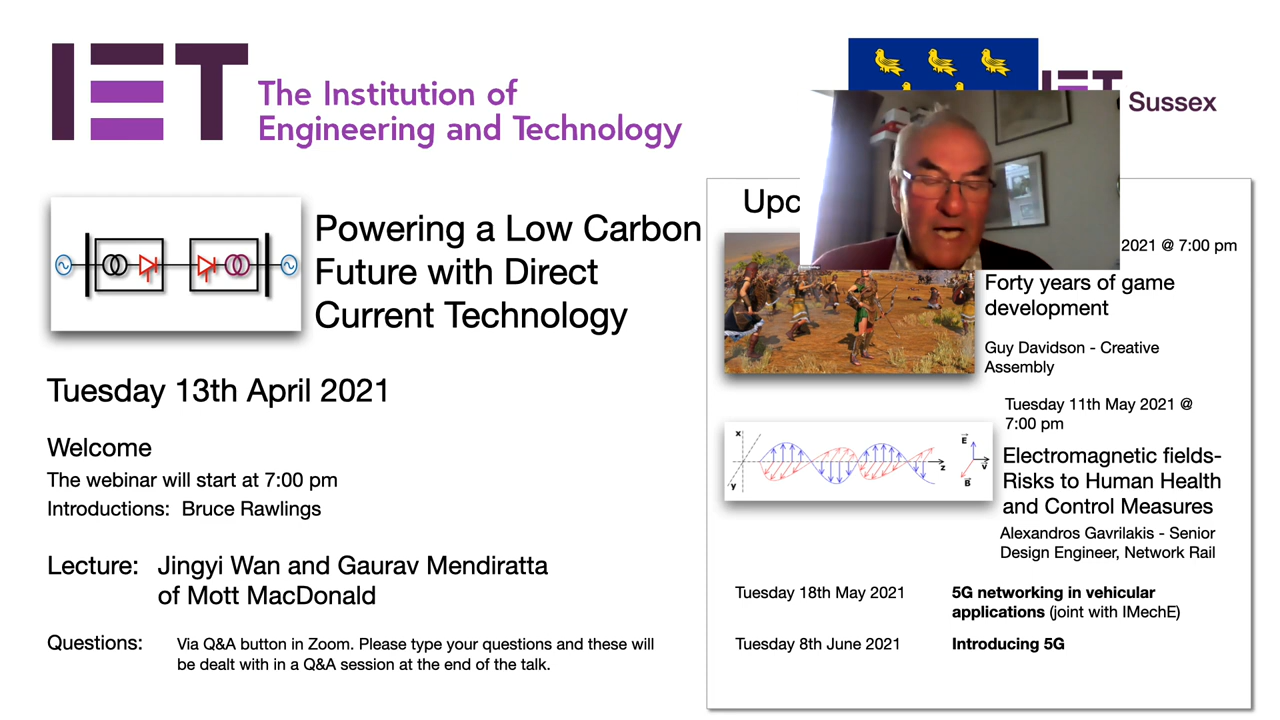 IET
The Institution of
Engineering and Technology
IET
Sussex
Powering a Low Carbon
Future with Direct
Current Technology
Tuesday 13th April 2021
Welcome
The webinar will start at 7:00 pm
Introductions: Bruce Rawlings
Lecture: Jingyi Wan and Gaurav Mendiratta
of Mott MacDonald
Questions: Via Q&A button in Zoom. Please type your questions and these will
be dealt with in a Q&A session at the end of the talk.
Upc
2021 @ 7:00 pm
Forty years of game
development
Guy Davidson - Creative
Assembly
Tuesday 11th May 2021 @
7:00 pm
x
y
z
E
V
B
Electromagnetic fields-
Risks to Human Health
and Control Measures
Alexandros Gavrilakis - Senior
Design Engineer, Network Rail
Tuesday 18th May 2021 5G networking in vehicular
applications (joint with IMechE)
Tuesday 8th June 2021 Introducing 5G